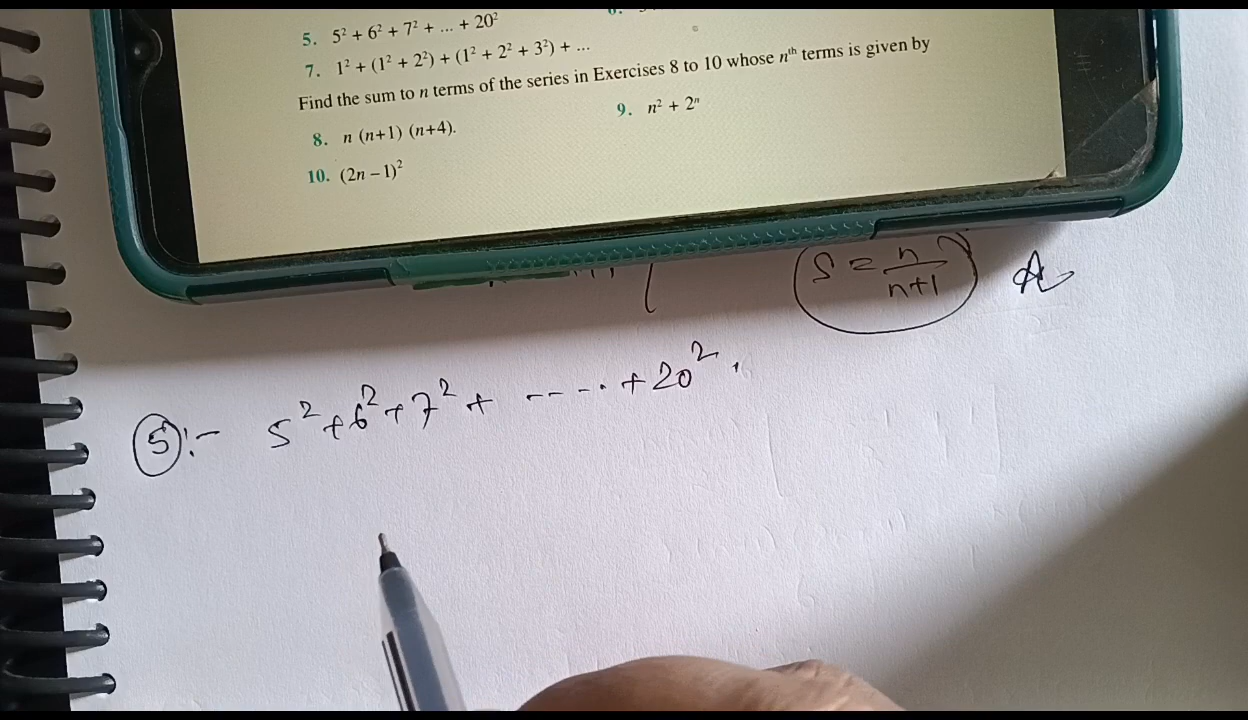 5. 5² + 6² + 7² + ... + 20²
7. 1² + (1² + 2²) + (1² + 2² + 3²) + ...
Find the sum to n terms of the series in Exercises 8 to 10 whose nᵗʰ terms is given by
8. n (n+1) (n+4). 9. n² + 2ⁿ
10. (2n – 1)²
S = n/(n+1)
(5):- 5² + 6² + 7² + ----- + 20².